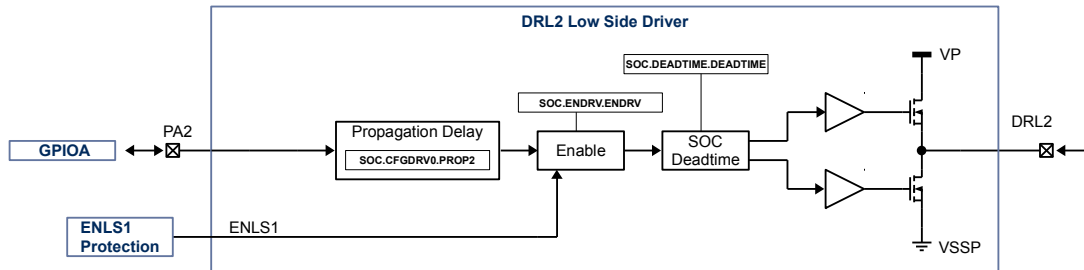 DRL2 Low Side Driver
VP
SOC.DEADTIME.DEADTIME
SOC.ENDRV.ENDRV
PA2
Propagation Delay
DRL2
GPIOA
SOC.CFGDRV0.PROP2
Enable
SOC
Deadtime
ENLS1
Protection
ENLS1
VSSP